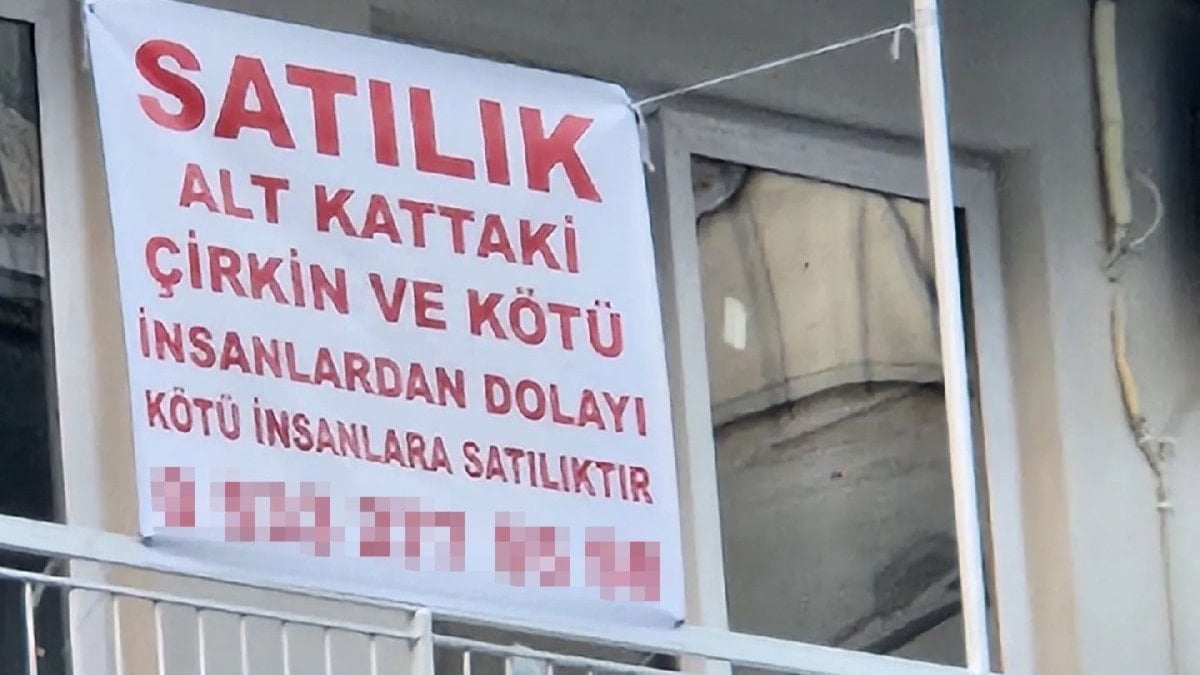 SATILIK
ALT KATTAKİ
ÇİRKİN VE KÖTÜ
İNSANLARDAN DOLAYI
KÖTÜ İNSANLARA SATILIKTIR